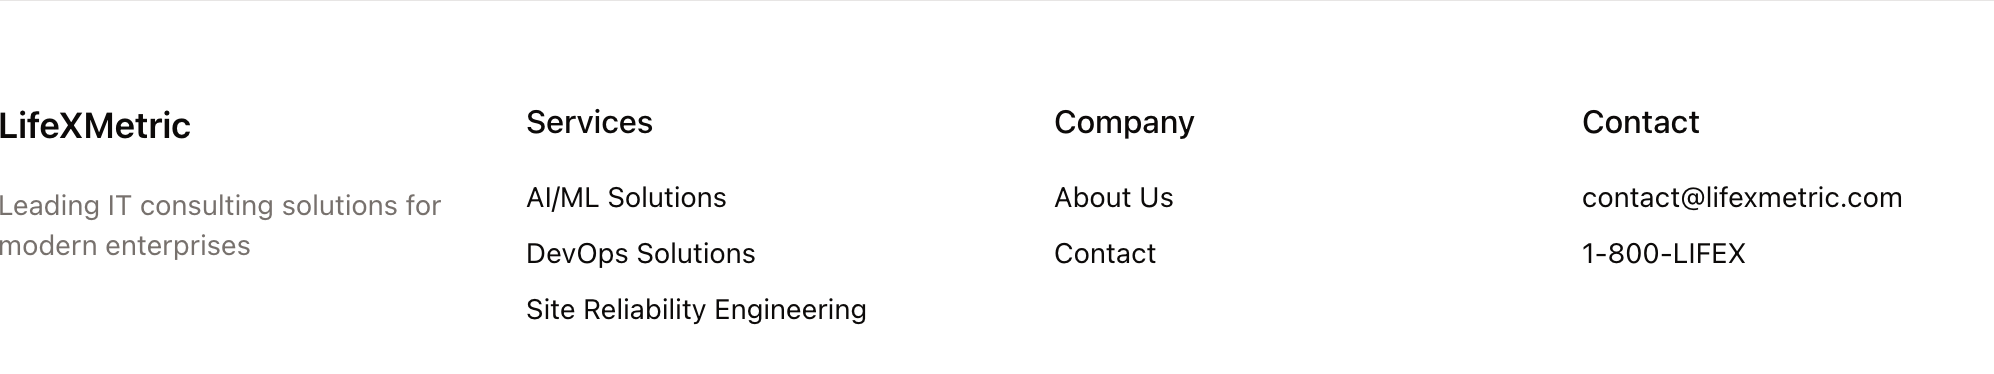 LifeXMetric
Leading IT consulting solutions for
modern enterprises
Services
AI/ML Solutions
DevOps Solutions
Site Reliability Engineering
Company
About Us
Contact
Contact
contact@lifexmetric.com
1-800-LIFEX